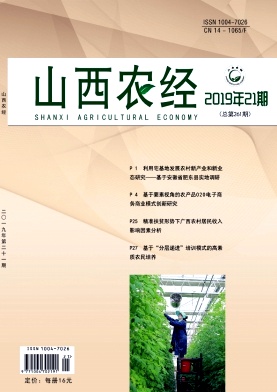 ISSN 1004-7026
CN 14-1065/F
山西农经
SHANXI AGRICULTURAL ECONOMY
2019年21期
(总第261期)
山西农经
二〇一九年第二十一期
P 1 利用宅基地发展农村新产业和新业
态研究——基于安徽省肥东县实地调研
P 4 基于要素视角的农产品O2O电子商
务商业模式创新研究
P25 精准扶贫形势下广西农村居民收入
影响因素分析
P27 基于“分层递进”培训模式的高素
质农民培养
ISSN 1004-7026
定价:每册16元